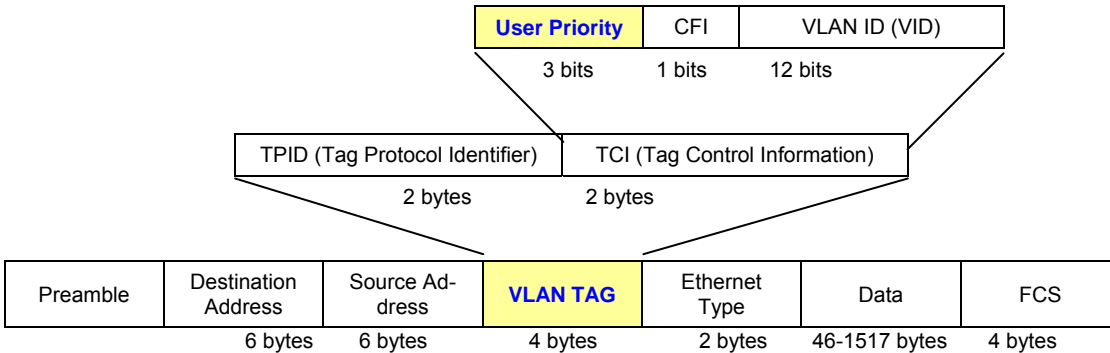 User Priority CFI VLAN ID (VID)
3 bits 1 bits 12 bits
TPID (Tag Protocol Identifier) TCI (Tag Control Information)
2 bytes 2 bytes
Preamble
Destination
Address
Source Ad-
dress
VLAN TAG
Ethernet
Type
Data
FCS
6 bytes 6 bytes 4 bytes 2 bytes 46-1517 bytes 4 bytes